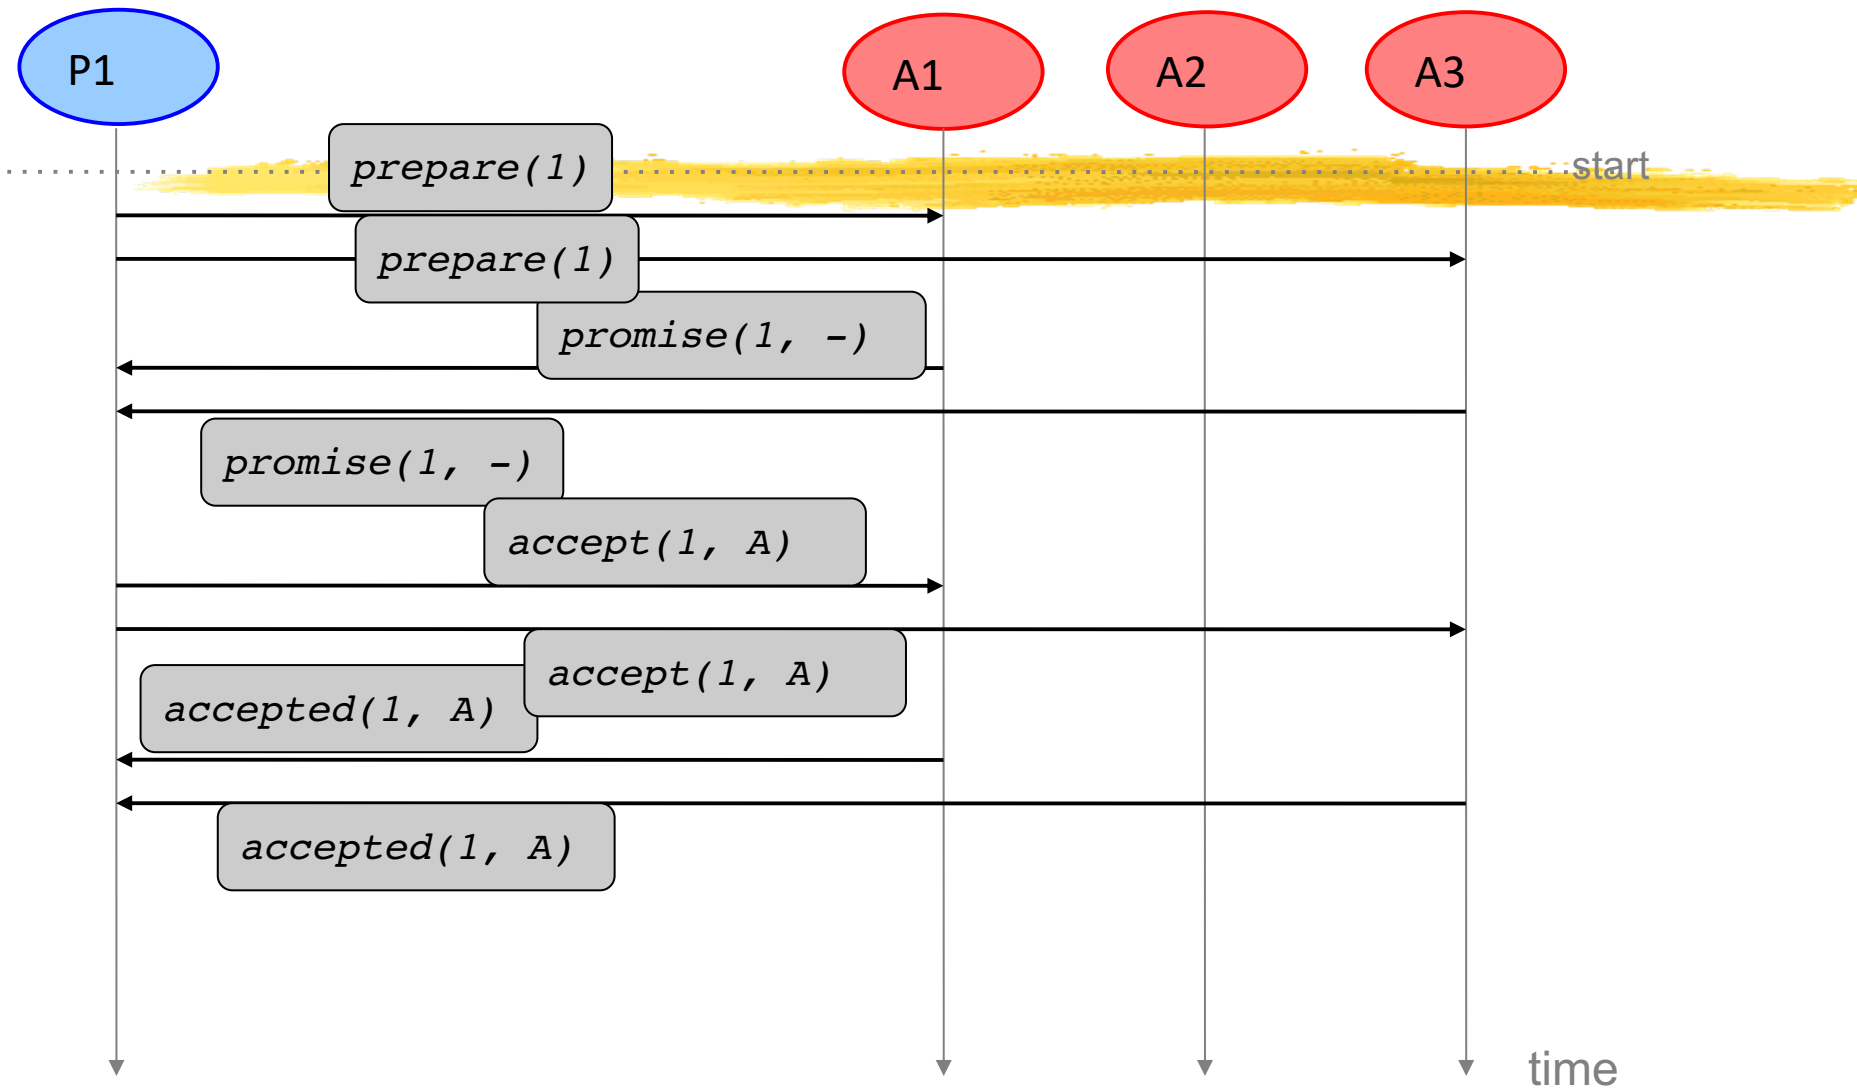 P1
A1
A2
A3
prepare(1)
start
prepare(1)
promise(1, -)
promise(1, -)
accept(1, A)
accept(1, A)
accepted(1, A)
accepted(1, A)
time